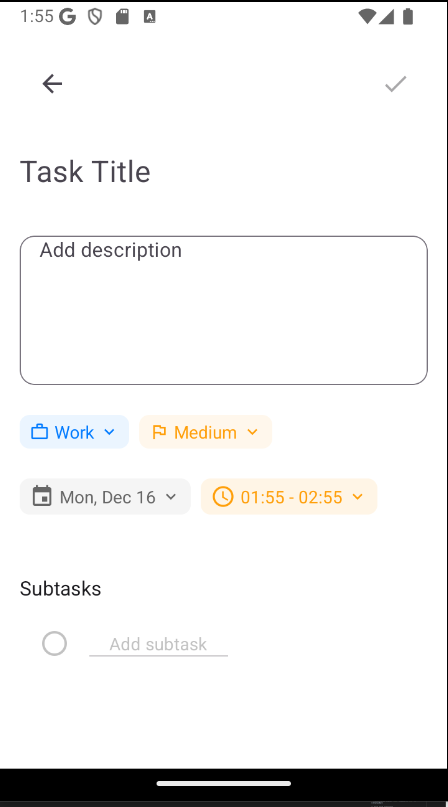 1:55
Task Title
Add description
Work Medium
Mon, Dec 16 01:55 - 02:55
Subtasks
Add subtask